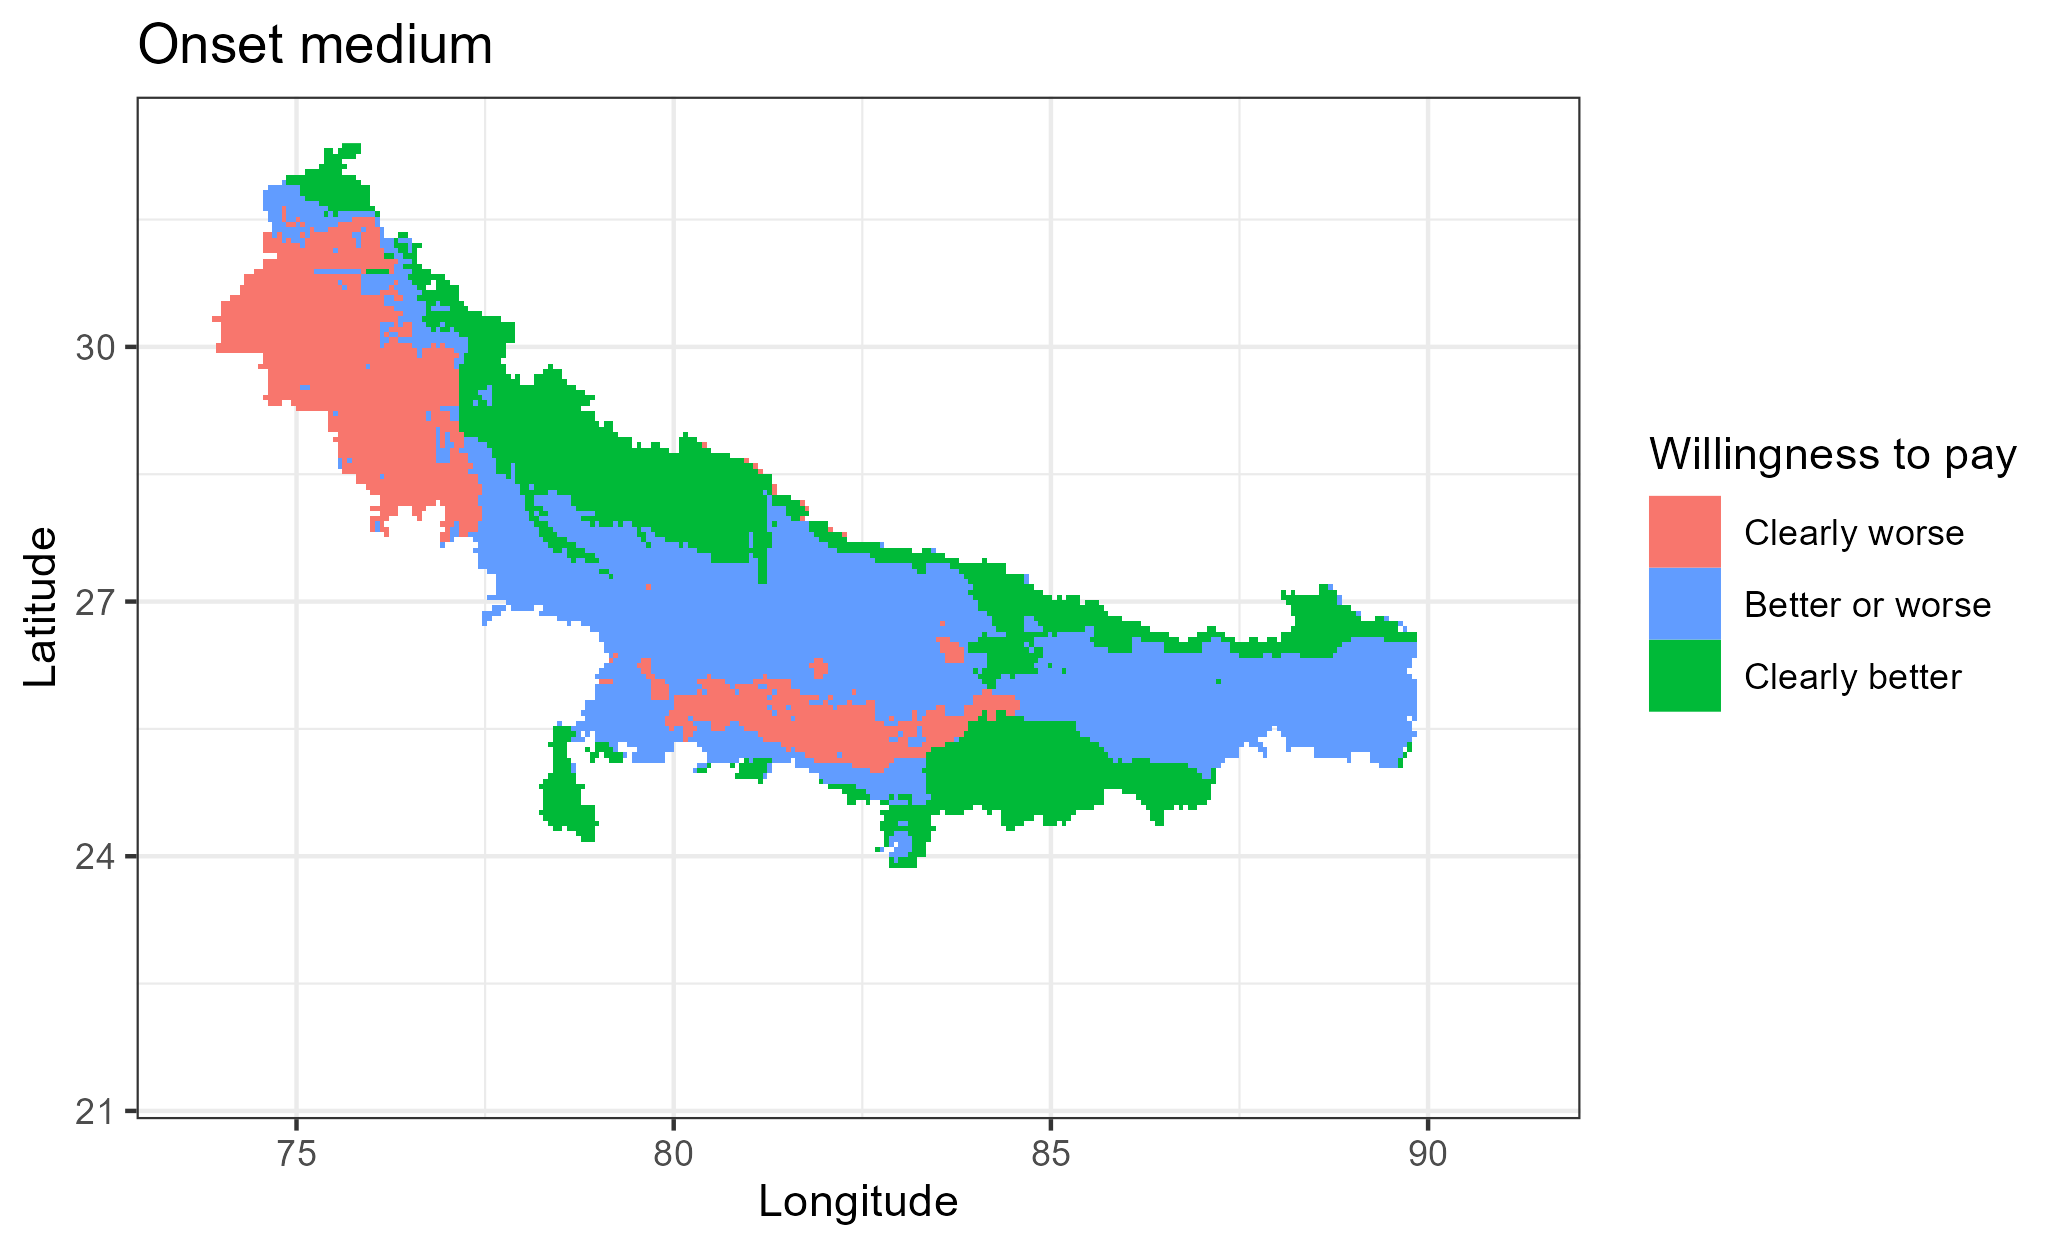 Onset medium
Latitude
30
27
24
21
75
80
85
90
Longitude
Willingness to pay
Clearly worse
Better or worse
Clearly better